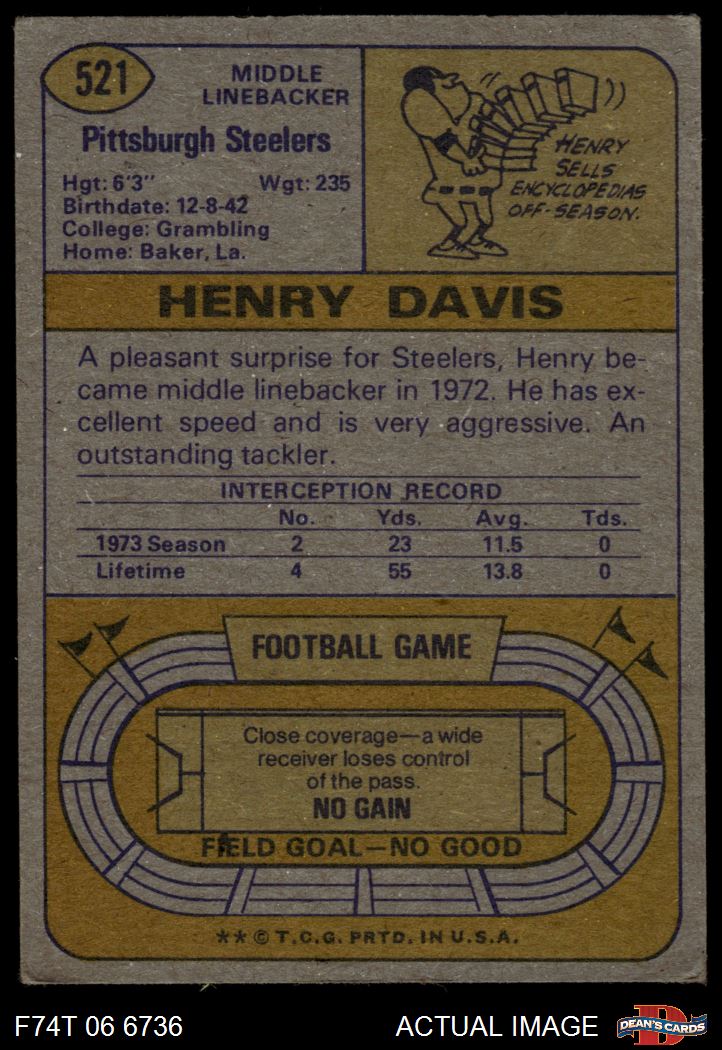 521
MIDDLE
LINEBACKER
Pittsburgh Steelers
Hgt: 6'3" Wgt: 235
Birthdate: 12-8-42
College: Grambling
Home: Baker, La.
HENRY
SELLS
ENCYCLOPEDIAS
OFF-SEASON.
HENRY DAVIS
A pleasant surprise for Steelers, Henry be-
came middle linebacker in 1972. He has ex-
cellent speed and is very aggressive. An
outstanding tackler.
INTERCEPTION RECORD
No. Yds. Avg. Tds.
1973 Season 2 23 11.5 0
Lifetime 4 55 13.8 0
FOOTBALL GAME
Close coverage—a wide
receiver loses control
of the pass.
NO GAIN
FIELD GOAL—NO GOOD
** © T.C.G. PRTD. IN U.S.A.
F74T 06 6736 ACTUAL IMAGE
D
DEAN'S CARDS